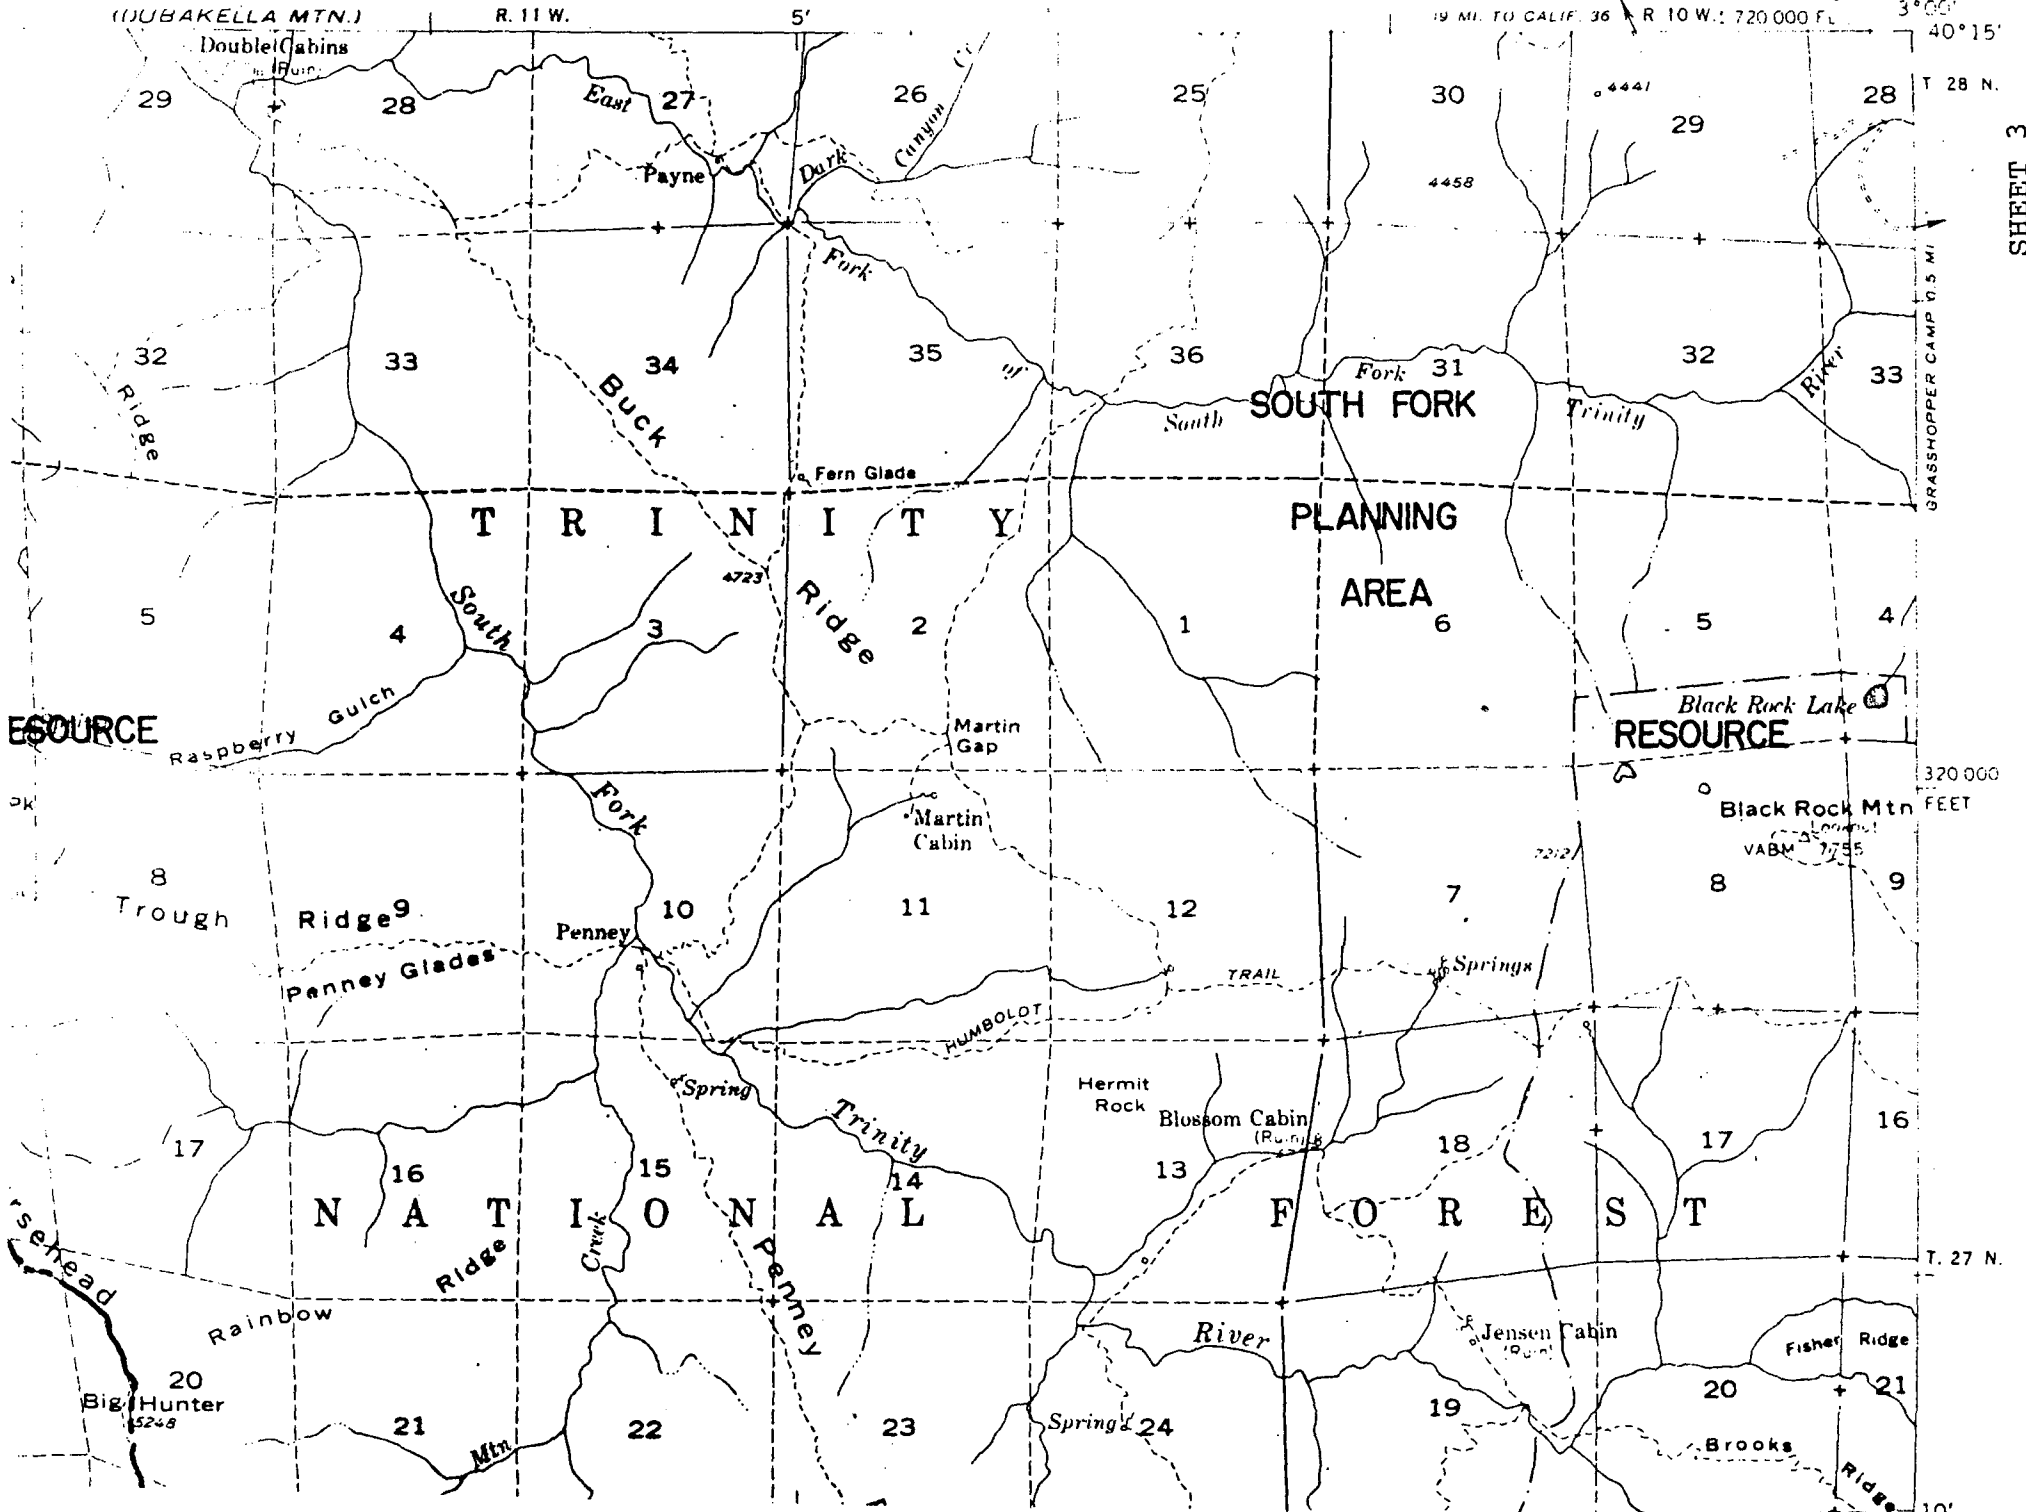 (DUBAKELLA MTN.)
R. 11 W.
5'
19 MI. TO CALIF. 36
R 10 W.
720 000 F
3°00'
40°15'
Double Cabins
(Ruin)
29
28
East
27
26
Canyon
25
30
4441
29
28
T 28 N.
SHEET 3
Payne
Dark
4458
Fork
GRASSHOPPER CAMP 0.5 MI
32
33
34
35
36
31
32
33
Ridge
Buck
of
Fork
River
SOUTH FORK
South
Trinity
Fern Glade
TRINITY
PLANNING
4723
AREA
5
4
South
3
Ridge
2
1
6
5
4
Gulch
Black Rock Lake
ESOURCE
Raspberry
Martin
Gap
RESOURCE
320 000
FEET
Fork
Martin
Cabin
Black Rock Mtn
VABM 7755
7212
8
Trough
Ridge
9
10
11
12
7
8
9
Penney
Penney Glades
TRAIL
Springs
HUMBOLDT
Spring
Hermit
Rock
Trinity
Blossom Cabin
(Ruin)
17
16
15
14
13
18
17
16
NATIONAL
FOREST
rsehead
Ridge
Creek
Penney
T. 27 N.
Rainbow
River
Jensen Cabin
(Ruin)
Fisher Ridge
20
Big Hunter
5248
21
22
23
Spring
24
19
20
21
Mtn
Brooks
Ridge
10'